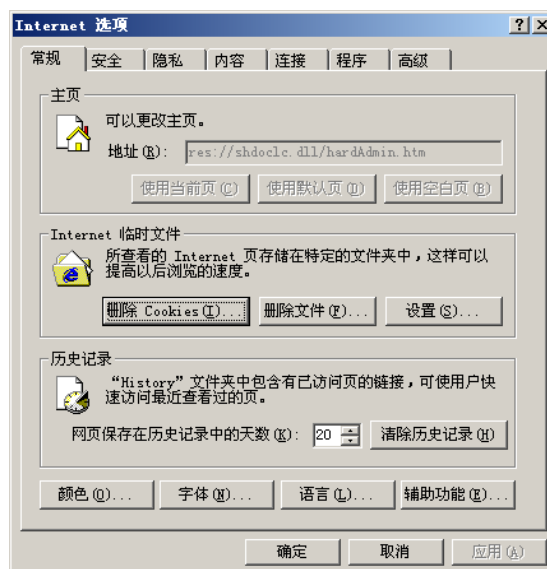 Internet 选项
常规 安全 隐私 内容 连接 程序 高级
主页
可以更改主页。
地址(R): res://shdoclc.dll/hardAdmin.htm
使用当前页(C) 使用默认页(D) 使用空白页(B)
Internet 临时文件
所查看的 Internet 页存储在特定的文件夹中，这样可以
提高以后浏览的速度。
删除 Cookies(I)... 删除文件(F)... 设置(S)...
历史记录
“History”文件夹中包含有已访问页的链接，可使用户快
速访问最近查看过的页。
网页保存在历史记录中的天数(K): 20 清除历史记录(H)
颜色(O)... 字体(N)... 语言(L)... 辅助功能(E)...
确定 取消 应用(A)